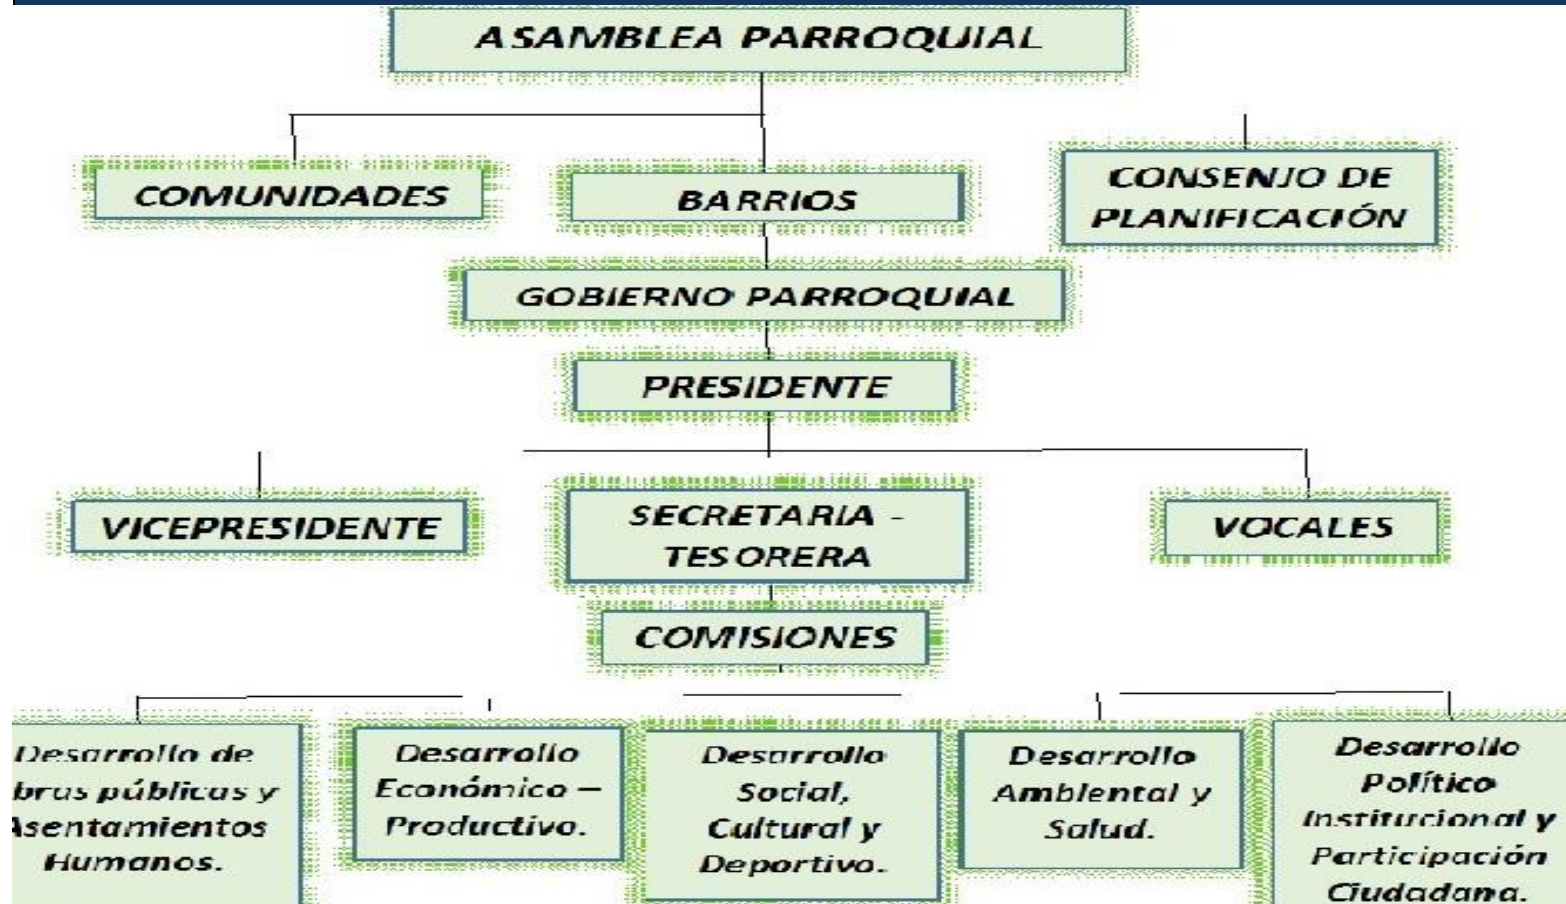 ASAMBLEA PARROQUIAL
COMUNIDADES
BARRIOS
CONSENJO DE
PLANIFICACIÓN
GOBIERNO PARROQUIAL
PRESIDENTE
VICEPRESIDENTE
SECRETARIA -
TESORERA
VOCALES
COMISIONES
Desarrollo de
bras públicas y
Asentamientos
Humanos.
Desarrollo
Económico –
Productivo.
Desarrollo
Social,
Cultural y
Deportivo.
Desarrollo
Ambiental y
Salud.
Desarrollo
Político
Institucional y
Participación
Ciudadana.